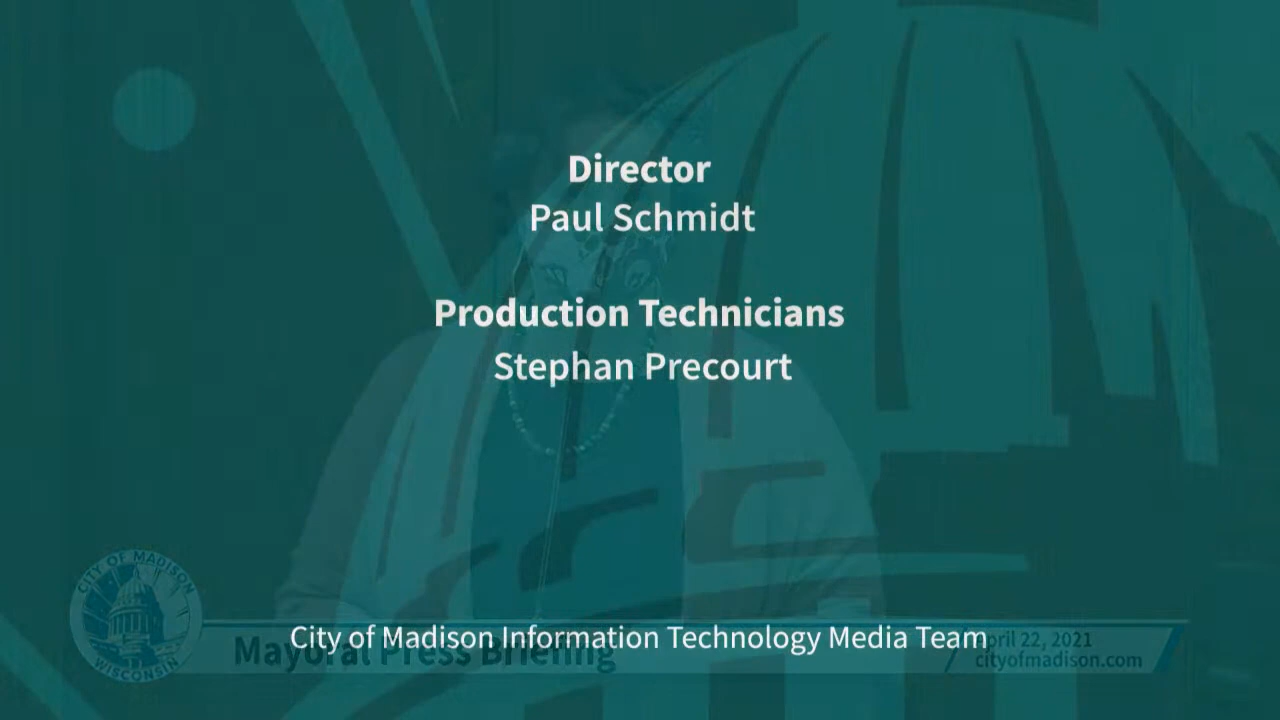 Director
Paul Schmidt
Production Technicians
Stephan Precourt
CITY OF MADISON
WISCONSIN
City of Madison Information Technology Media Team
Mayoral Press Briefing
April 22, 2021
cityofmadison.com